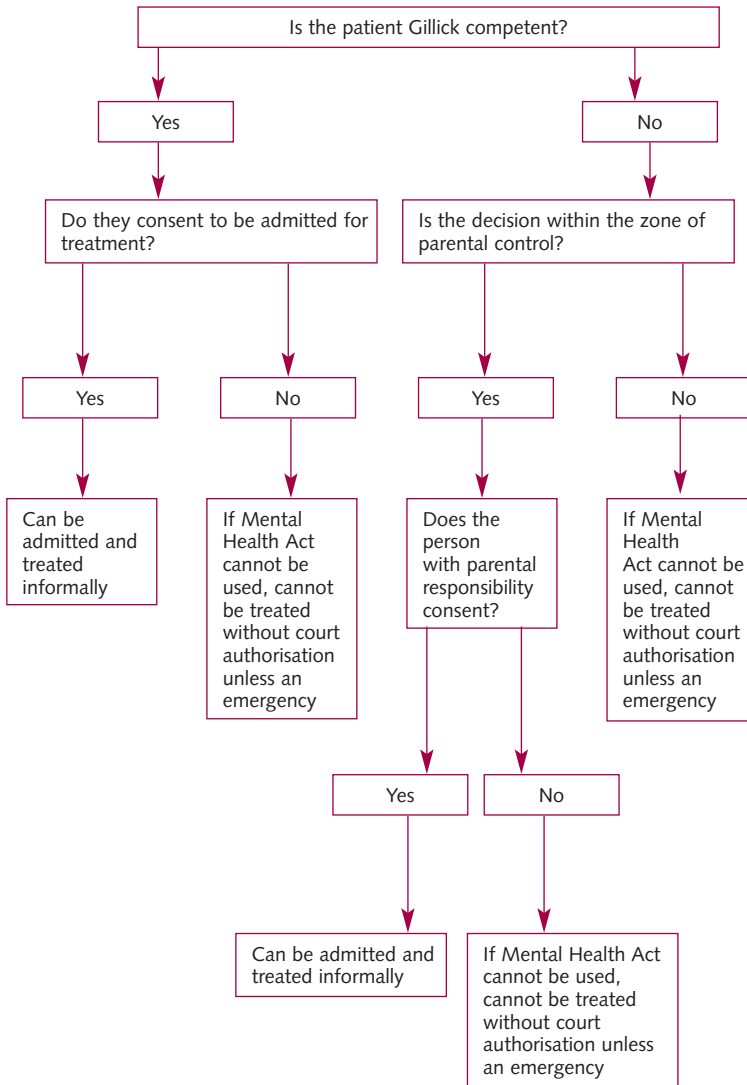 Is the patient Gillick competent?
Yes
No
Do they consent to be admitted for
treatment?
Is the decision within the zone of
parental control?
Yes
No
Yes
No
Can be
admitted and
treated
informally
If Mental
Health Act
cannot be
used, cannot
be treated
without court
authorisation
unless an
emergency
Does the
person
with parental
responsibility
consent?
If Mental
Health
Act cannot be
used, cannot
be treated
without court
authorisation
unless an
emergency
Yes
No
Can be admitted and
treated informally
If Mental Health Act
cannot be used,
cannot be treated
without court
authorisation unless
an emergency